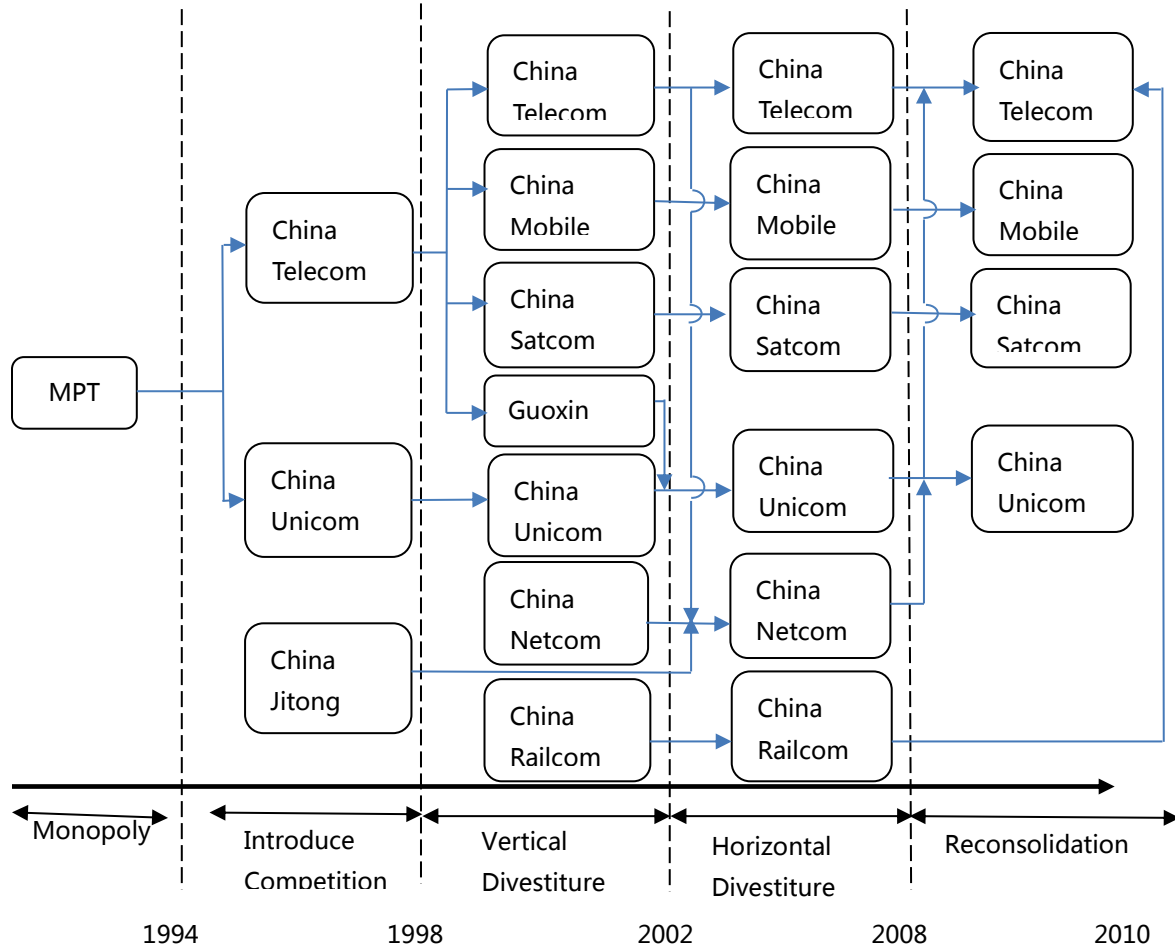 MPT
China
Telecom
China
Unicom
China
Jitong
China
Telecom
China
Mobile
China
Satcom
Guoxin
China
Unicom
China
Netcom
China
Railcom
China
Telecom
China
Mobile
China
Satcom
China
Unicom
China
Netcom
China
Railcom
China
Telecom
China
Mobile
China
Satcom
China
Unicom
Monopoly
Introduce
Competition
Vertical
Divestiture
Horizontal
Divestiture
Reconsolidation
1994
1998
2002
2008
2010